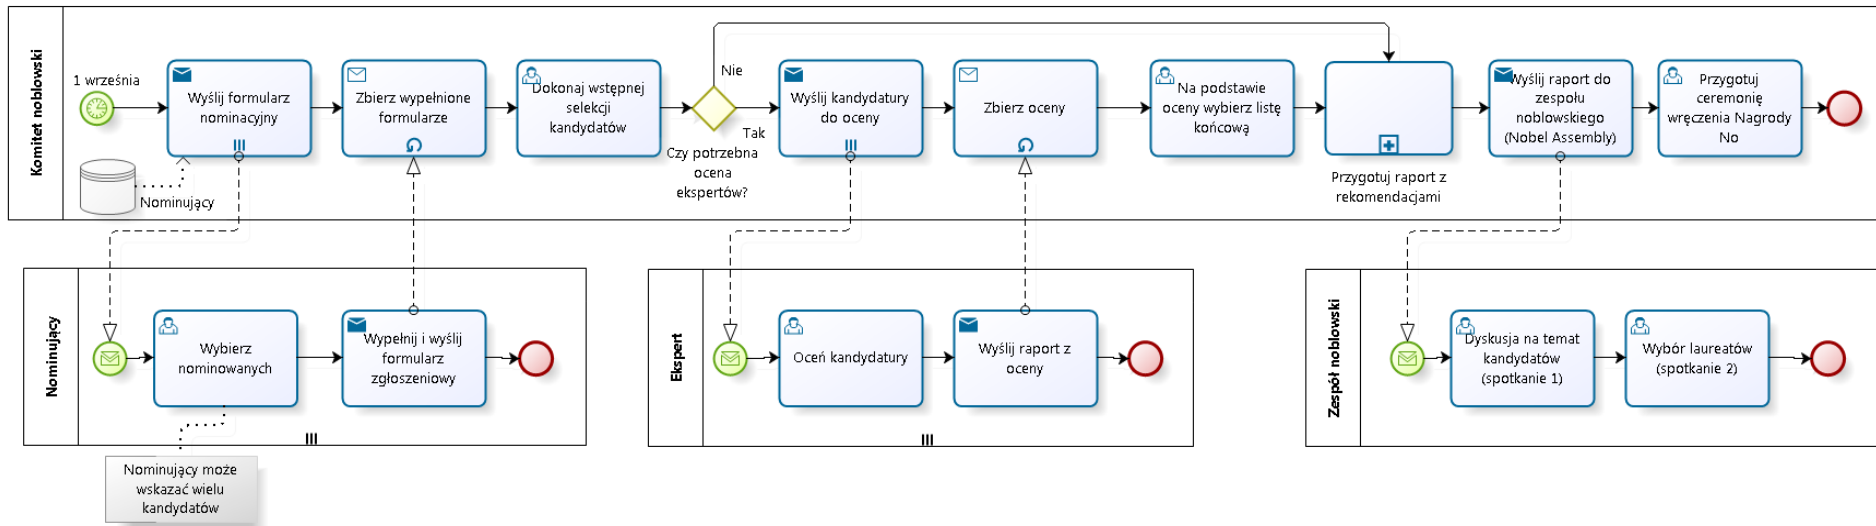 Komitet noblowski
1 września
Wyślij formularz
nominacyjny
Nominujący
Zbierz wypełnione
formularze
Dokonaj wstępnej
selekcji
kandydatów
Nie
Tak
Czy potrzebna
ocena
ekspertów?
Wyślij kandydatury
do oceny
Zbierz oceny
Na podstawie
oceny wybierz listę
końcową
Przygotuj raport z
rekomendacjami
Wyślij raport do
zespołu
noblowskiego
(Nobel Assembly)
Przygotuj
ceremonię
wręczenia Nagrody
No
Nominujący
Wybierz
nominowanych
Wypełnij i wyślij
formularz
zgłoszeniowy
Nominujący może
wskazać wielu
kandydatów
Ekspert
Oceń kandydatury
Wyślij raport z
oceny
Zespół noblowski
Dyskusja na temat
kandydatów
(spotkanie 1)
Wybór laureatów
(spotkanie 2)